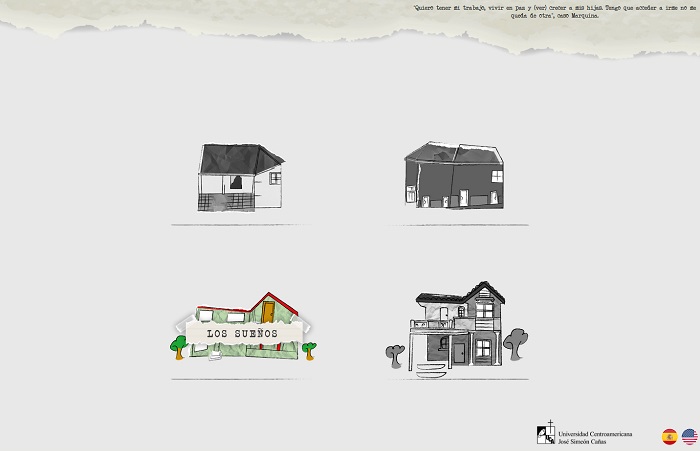 "Quiero tener mi trabajo, vivir en paz y (ver) crecer a mis hijas. Tengo que acceder a irme no me
queda de otra", caso Marquina.
LOS SUEÑOS
Universidad Centroamericana
José Simeón Cañas